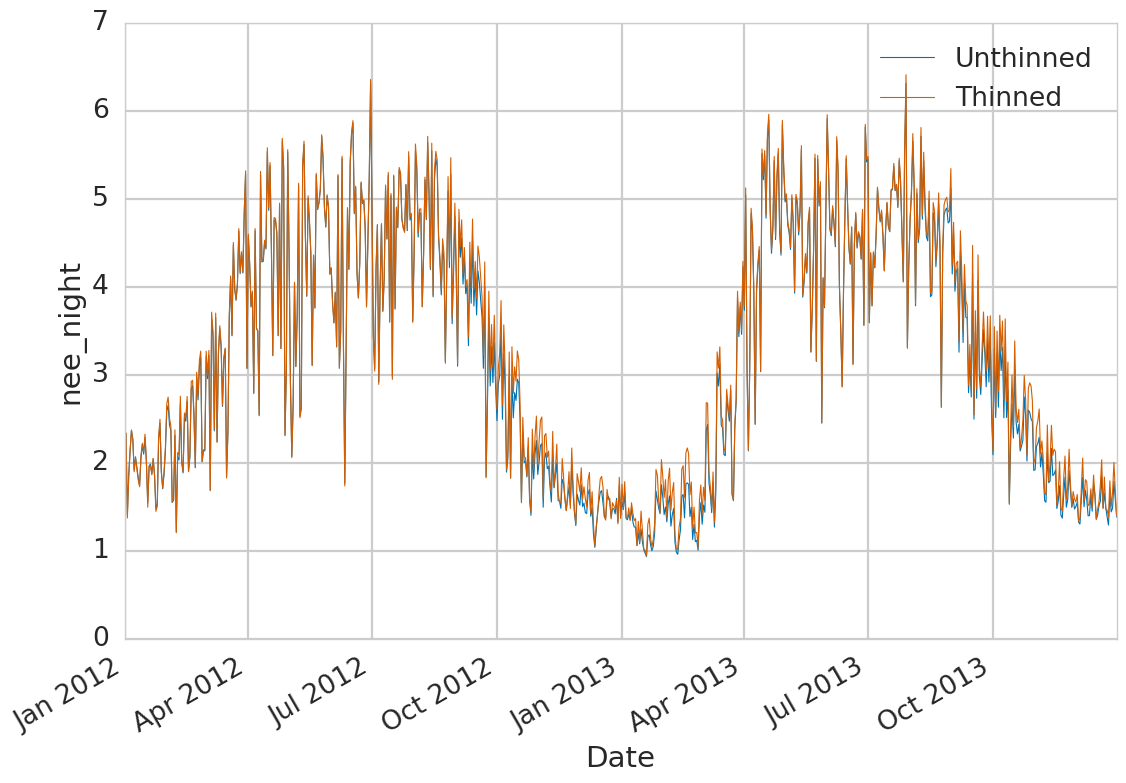 7
6
5
4
3
2
1
0
nee_night
Unthinned
Thinned
Jan 2012
Apr 2012
Jul 2012
Oct 2012
Jan 2013
Apr 2013
Jul 2013
Oct 2013
Date